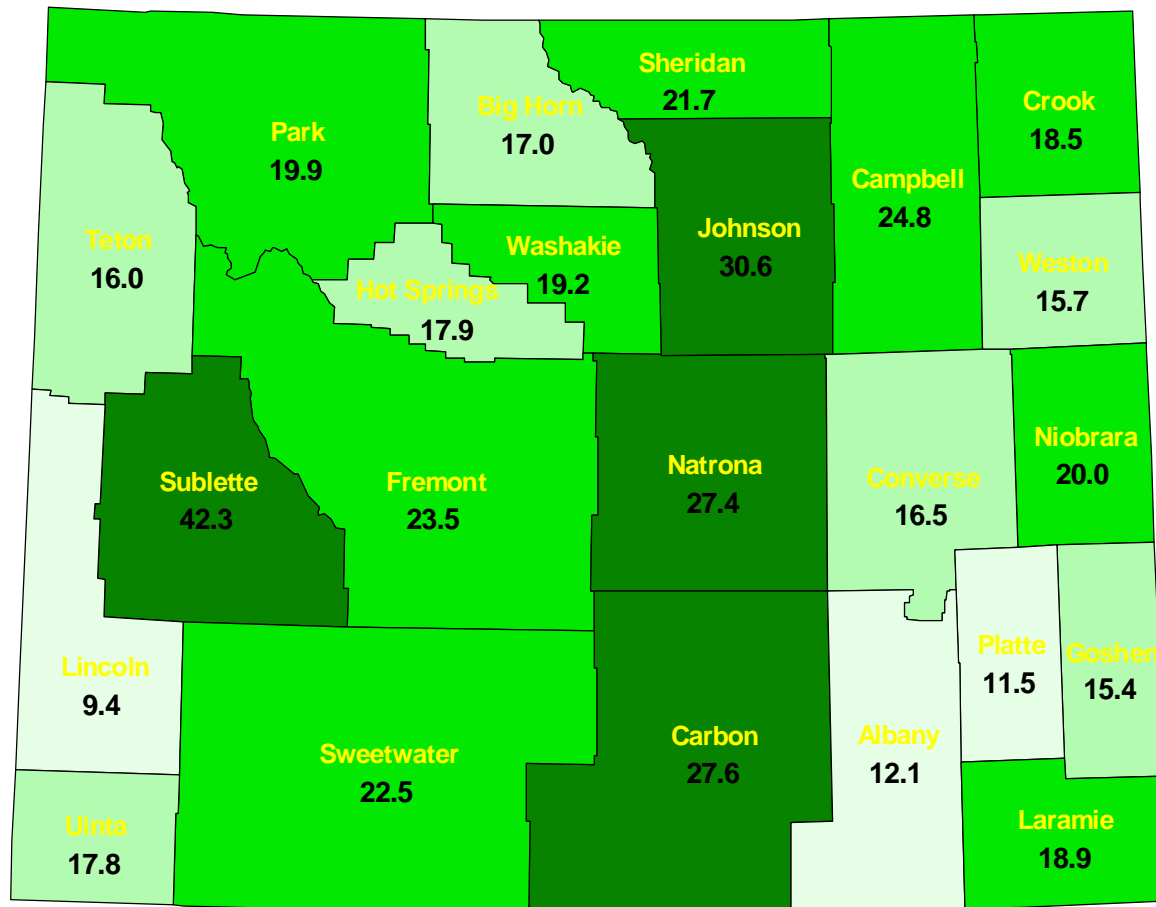 Sheridan
21.7
Big Horn
17.0
Crook
18.5
Park
19.9
Campbell
24.8
Johnson
30.6
Teton
16.0
Washakie
19.2
Weston
15.7
Hot Springs
17.9
Niobrara
20.0
Natrona
27.4
Converse
16.5
Sublette
42.3
Fremont
23.5
Platte
11.5
Goshen
15.4
Lincoln
9.4
Carbon
27.6
Albany
12.1
Sweetwater
22.5
Laramie
18.9
Uinta
17.8